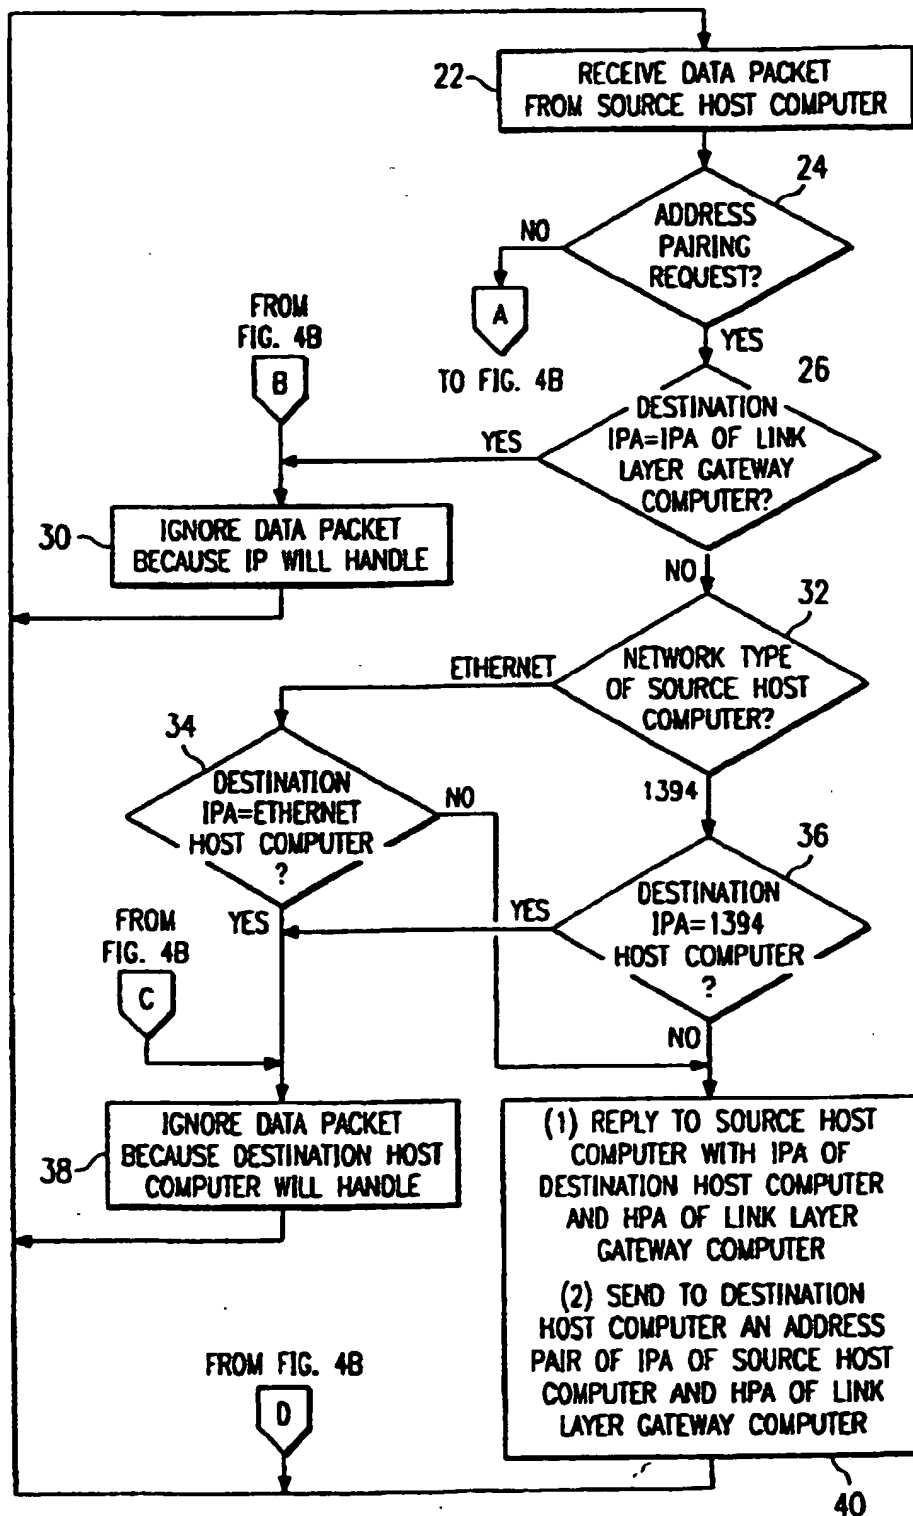 22
RECEIVE DATA PACKET
FROM SOURCE HOST COMPUTER
24
ADDRESS
PAIRING
REQUEST?
NO
YES
A
TO FIG. 4B
FROM
FIG. 4B
B
26
DESTINATION
IPA=IPA OF LINK
LAYER GATEWAY
COMPUTER?
YES
NO
30
IGNORE DATA PACKET
BECAUSE IP WILL HANDLE
32
NETWORK TYPE
OF SOURCE HOST
COMPUTER?
ETHERNET
1394
34
DESTINATION
IPA=ETHERNET
HOST COMPUTER
?
NO
YES
36
DESTINATION
IPA=1394
HOST COMPUTER
?
YES
NO
FROM
FIG. 4B
C
38
IGNORE DATA PACKET
BECAUSE DESTINATION HOST
COMPUTER WILL HANDLE
(1) REPLY TO SOURCE HOST
COMPUTER WITH IPA OF
DESTINATION HOST COMPUTER
AND HPA OF LINK LAYER
GATEWAY COMPUTER
(2) SEND TO DESTINATION
HOST COMPUTER AN ADDRESS
PAIR OF IPA OF SOURCE HOST
COMPUTER AND HPA OF LINK
LAYER GATEWAY COMPUTER
40
FROM FIG. 4B
D